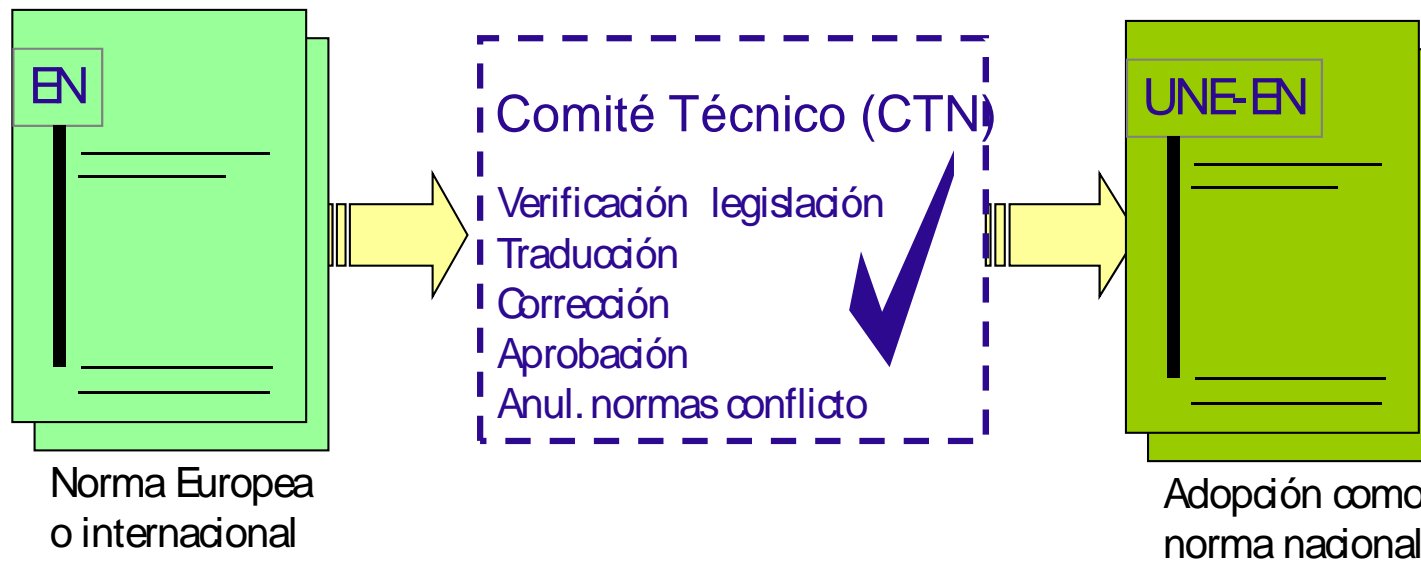 EN
Norma Europea
o internacional
Comité Técnico (CTN)
Verificación legislación
Traducción
Corrección
Aprobación
Anul. normas conflicto
UNE-EN
Adopción como
norma nacional